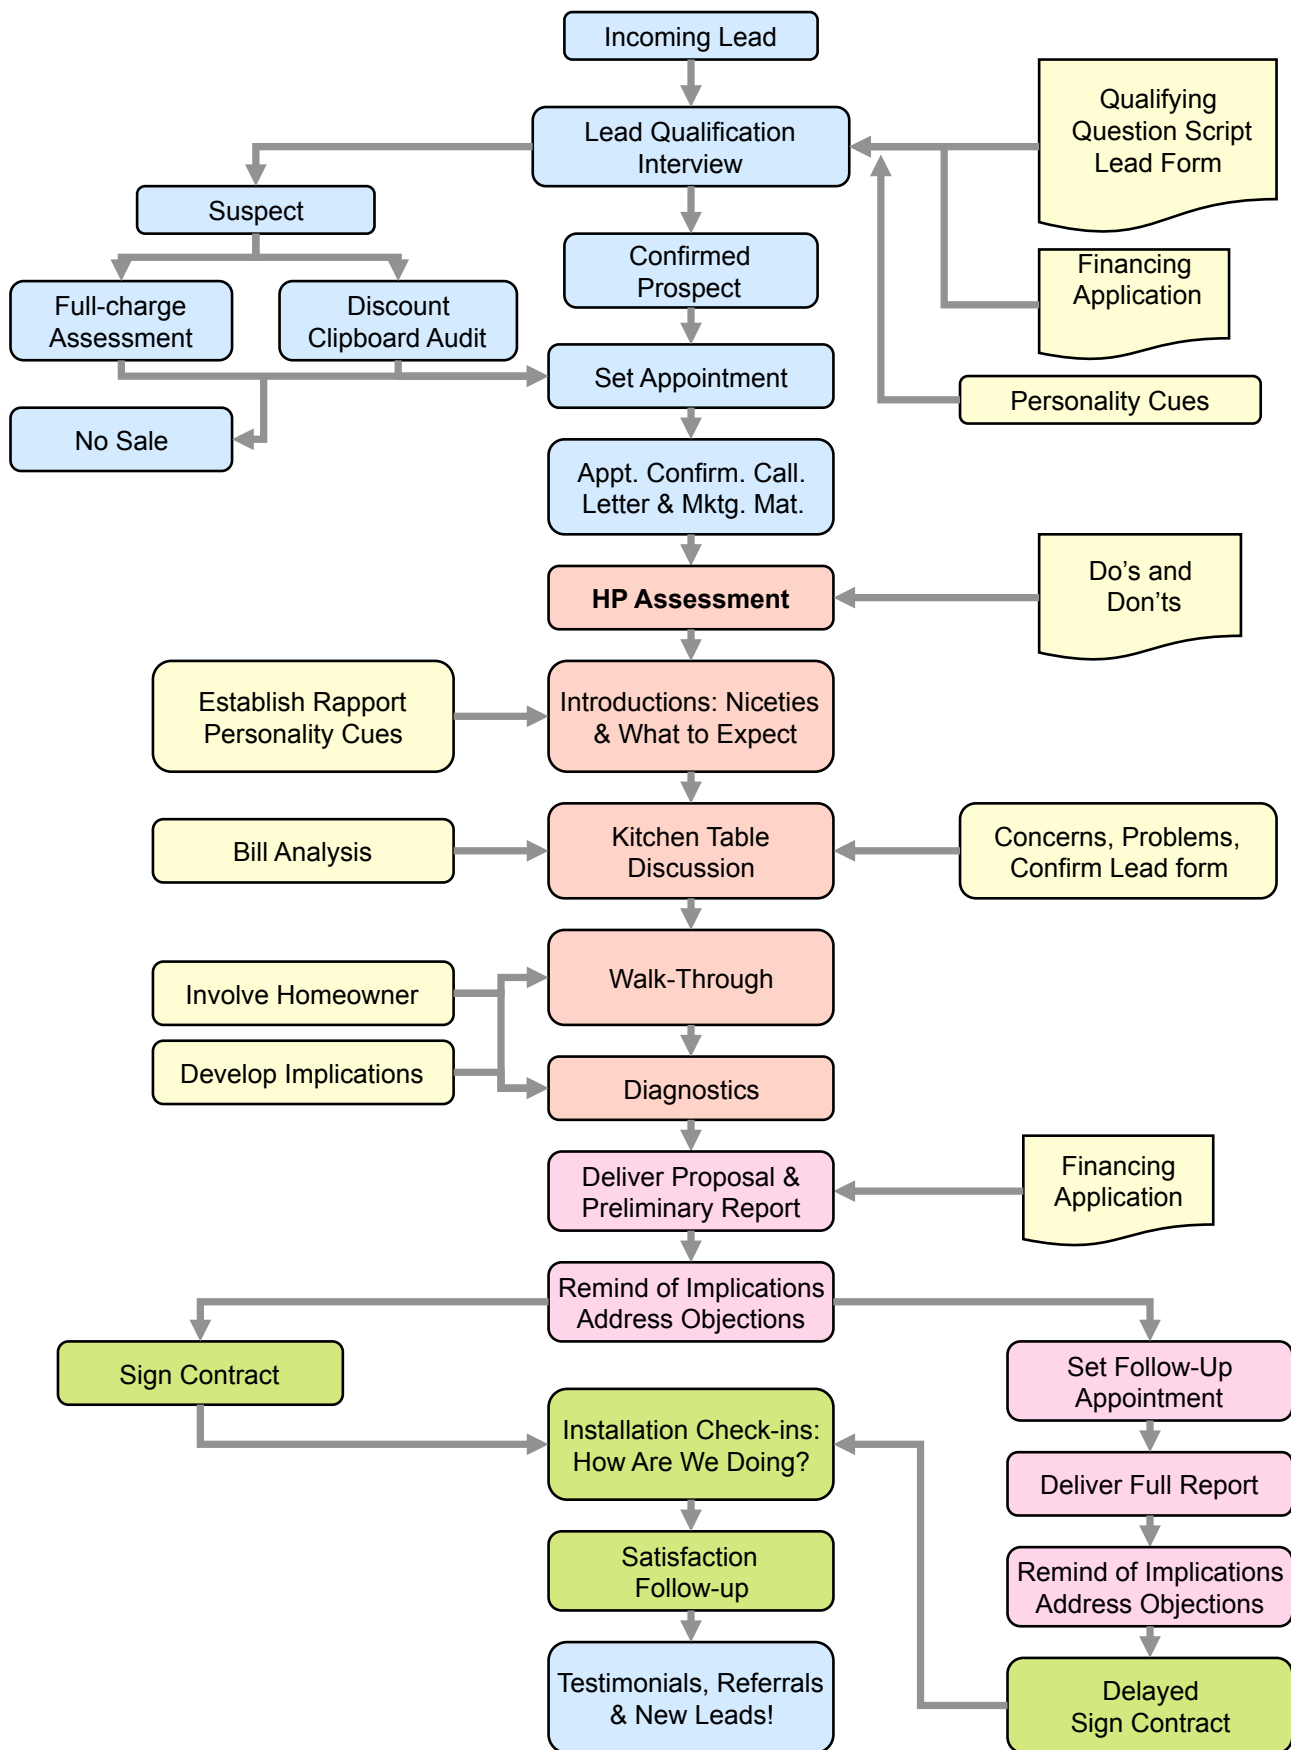 Incoming Lead
Lead Qualification
Interview
Qualifying
Question Script
Lead Form
Suspect
Confirmed
Prospect
Financing
Application
Full-charge
Assessment
Discount
Clipboard Audit
Set Appointment
Personality Cues
No Sale
Appt. Confirm. Call.
Letter & Mktg. Mat.
HP Assessment
Do’s and
Don’ts
Establish Rapport
Personality Cues
Introductions: Niceties
& What to Expect
Bill Analysis
Kitchen Table
Discussion
Concerns, Problems,
Confirm Lead form
Involve Homeowner
Walk-Through
Develop Implications
Diagnostics
Deliver Proposal &
Preliminary Report
Financing
Application
Remind of Implications
Address Objections
Sign Contract
Set Follow-Up
Appointment
Installation Check-ins:
How Are We Doing?
Deliver Full Report
Satisfaction
Follow-up
Remind of Implications
Address Objections
Testimonials, Referrals
& New Leads!
Delayed
Sign Contract